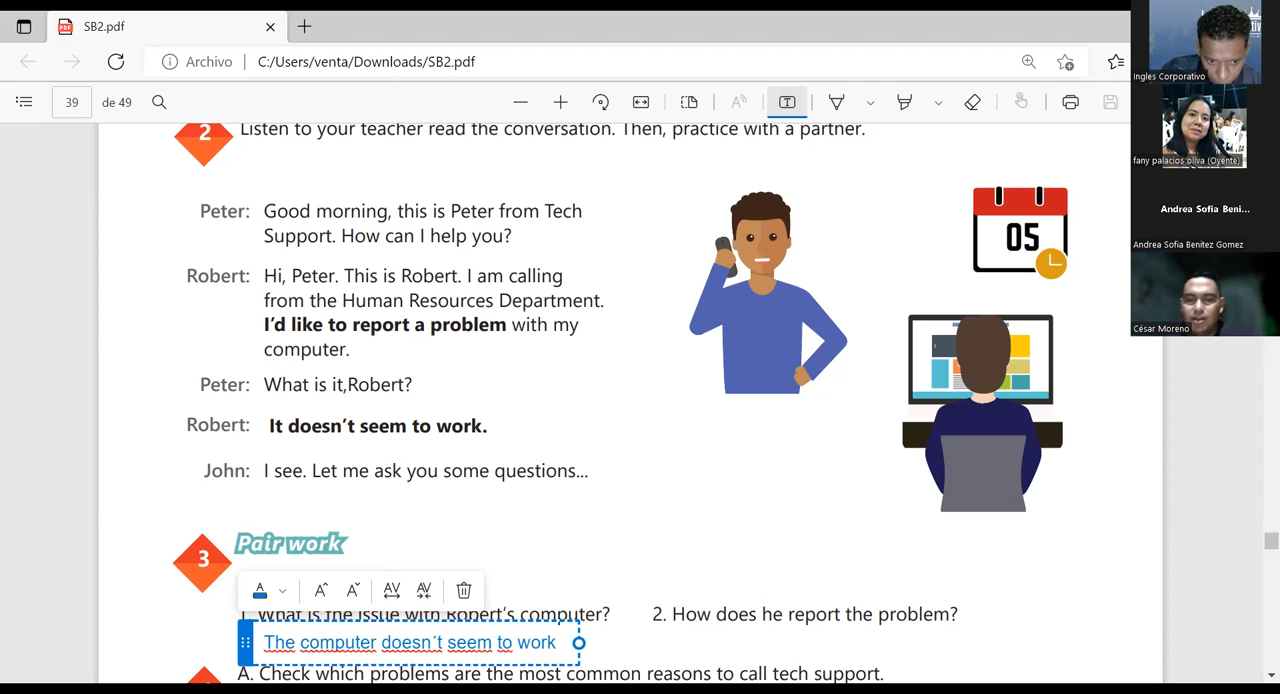 SB2.pdf
Archivo
C:/Users/venta/Downloads/SB2.pdf
39
de 49
2
Listen to your teacher read the conversation. Then, practice with a partner.
Peter: Good morning, this is Peter from Tech
Support. How can I help you?
Robert: Hi, Peter. This is Robert. I am calling
from the Human Resources Department.
I'd like to report a problem with my
computer.
Peter: What is it,Robert?
Robert: It doesn't seem to work.
John: I see. Let me ask you some questions...
05
3
Pair work
1. What is the issue with Robert's computer?
2. How does he report the problem?
The computer doesn´t seem to work
A. Check which problems are the most common reasons to call tech support.
Ingles Corporativo
fany palacios oliva (Oyente)
Andrea Sofia Beni...
Andrea Sofia Benitez Gomez
César Moreno